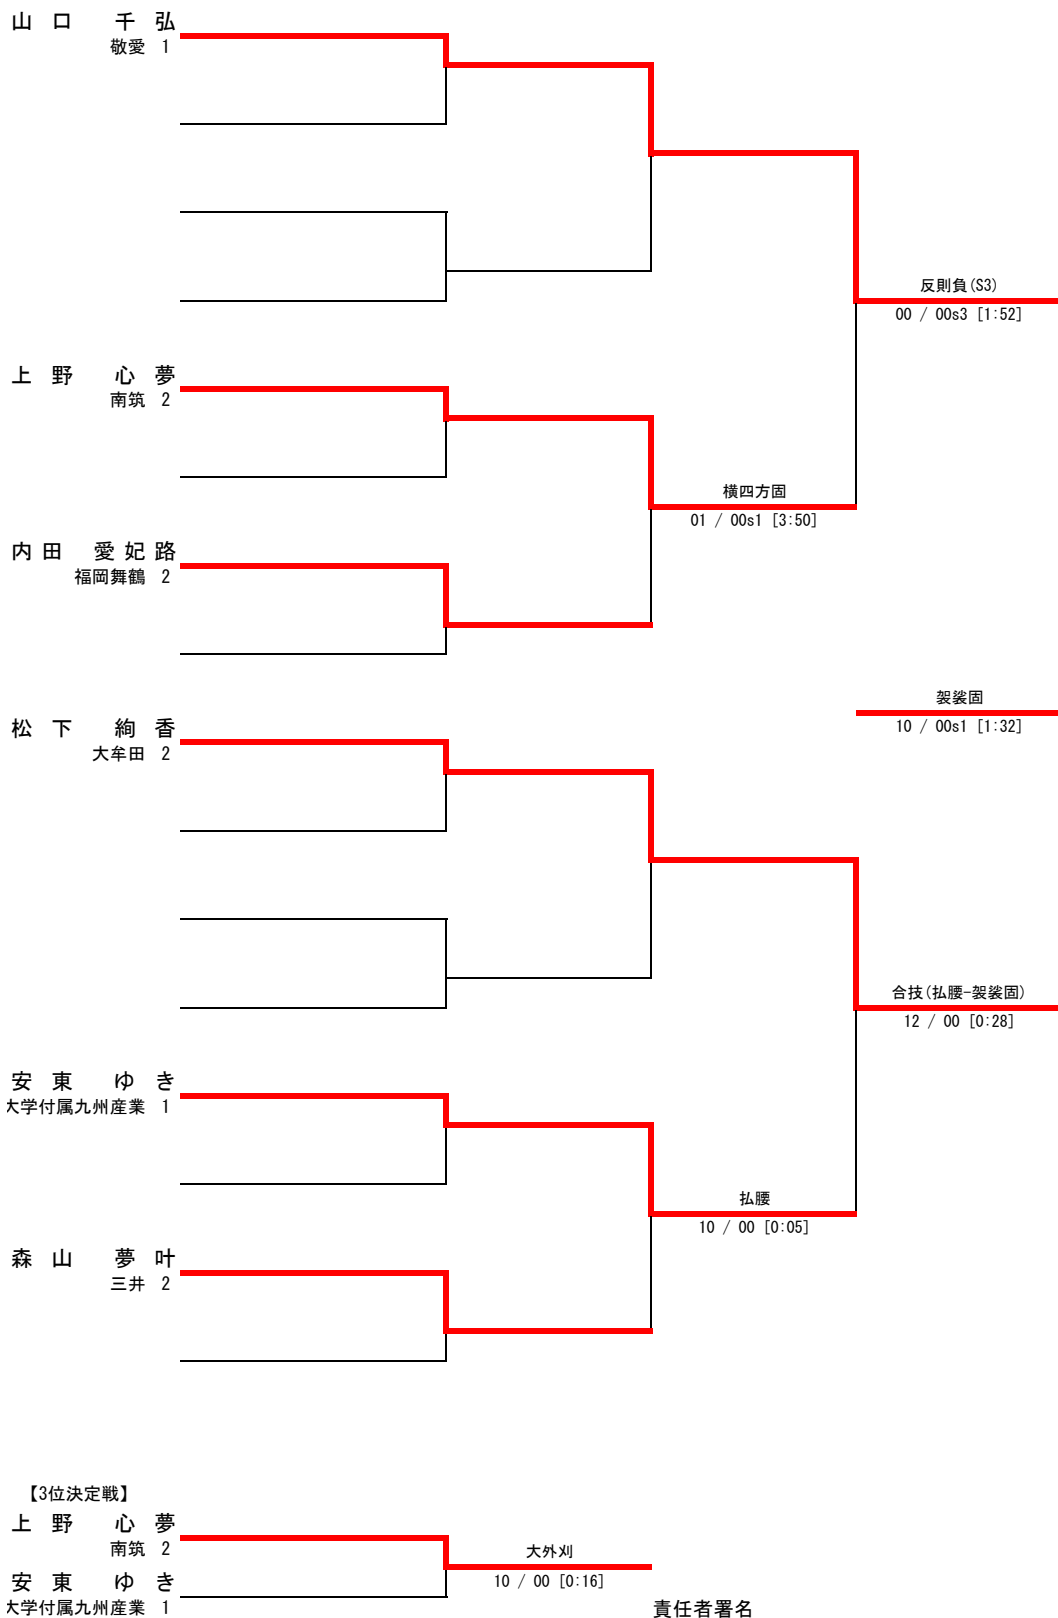 山口 千弘
敬愛 1
反則負(S3)
00 / 00s3 [1:52]
上野 心夢
南筑 2
横四方固
01 / 00s1 [3:50]
内田 愛妃路
福岡舞鶴 2
袈裟固
10 / 00s1 [1:32]
松下 絢香
大牟田 2
合技(払腰-袈裟固)
12 / 00 [0:28]
安東 ゆき
大学付属九州産業 1
払腰
10 / 00 [0:05]
森山 夢叶
三井 2
【3位決定戦】
上野 心夢
南筑 2
大外刈
10 / 00 [0:16]
安東 ゆき
大学付属九州産業 1
責任者署名